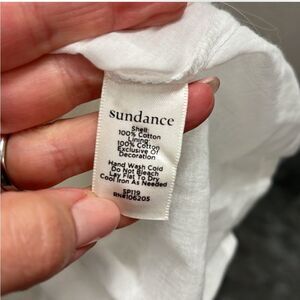 sundance
Shell:
100% Cotton
Lining:
100% Cotton
Exclusive Of
Decoration
Hand Wash Cold
Do Not Bleach
Lay Flat To Dry
Cool Iron As Needed
SP119
RN#106205